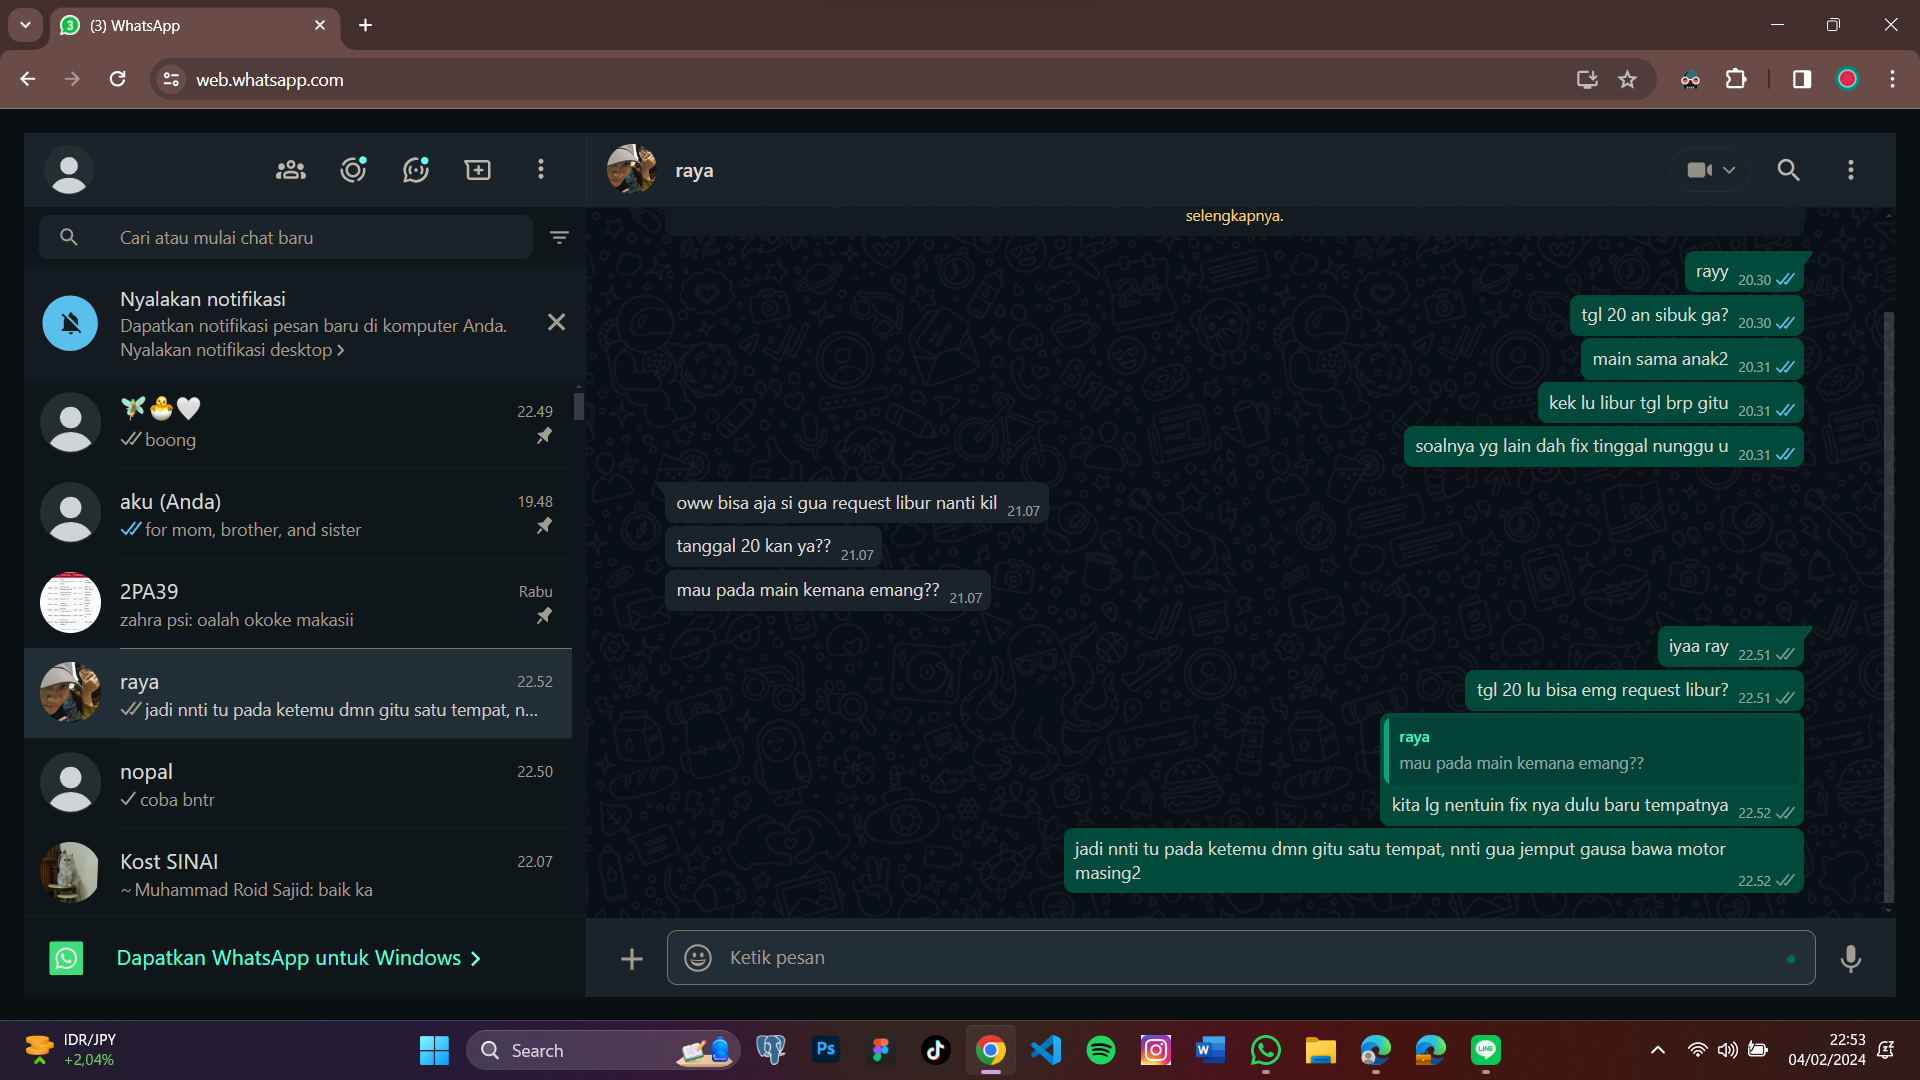 (3) WhatsApp
web.whatsapp.com
raya
Cari atau mulai chat baru
Nyalakan notifikasi
Dapatkan notifikasi pesan baru di komputer Anda.
Nyalakan notifikasi desktop
22.49
boong
aku (Anda)
19.48
for mom, brother, and sister
2PA39
Rabu
zahra psi: oalah okoke makasii
raya
22.52
jadi nnti tu pada ketemu dmn gitu satu tempat, n...
nopal
22.50
coba bntr
Kost SINAI
22.07
~ Muhammad Roid Sajid: baik ka
Dapatkan WhatsApp untuk Windows
selengkapnya.
rayy 20.30
tgl 20 an sibuk ga? 20.30
main sama anak2 20.31
kek lu libur tgl brp gitu 20.31
soalnya yg lain dah fix tinggal nunggu u 20.31
oww bisa aja si gua request libur nanti kil 21.07
tanggal 20 kan ya?? 21.07
mau pada main kemana emang?? 21.07
iyaa ray 22.51
tgl 20 lu bisa emg request libur? 22.51
raya
mau pada main kemana emang??
kita lg nentuin fix nya dulu baru tempatnya 22.52
jadi nnti tu pada ketemu dmn gitu satu tempat, nnti gua jemput gausa bawa motor
masing2
22.52
Ketik pesan
IDR/JPY
+2,04%
Search
Ps
W
LINE
22:53
04/02/2024